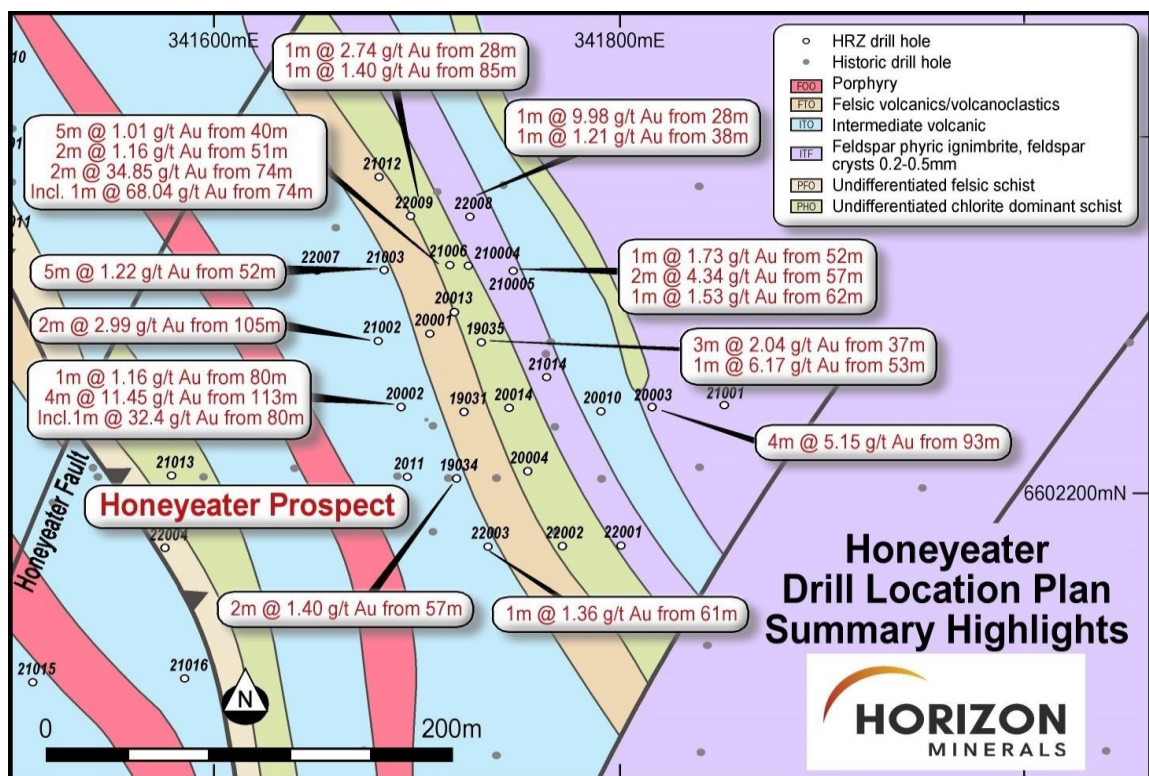 341600mE
341800mE
10
01
011
1m @ 2.74 g/t Au from 28m
1m @ 1.40 g/t Au from 85m
1m @ 9.98 g/t Au from 28m
1m @ 1.21 g/t Au from 38m
5m @ 1.01 g/t Au from 40m
2m @ 1.16 g/t Au from 51m
2m @ 34.85 g/t Au from 74m
Incl. 1m @ 68.04 g/t Au from 74m
HRZ drill hole
Historic drill hole
FOO Porphyry
FTO Felsic volcanics/volcanoclastics
ITO Intermediate volcanic
ITF Feldspar phyric ignimbrite, feldspar
crysts 0.2-0.5mm
PFO Undifferentiated felsic schist
PHO Undifferentiated chlorite dominant schist
21012
22009
22008
22007
21003
21006
210004
210005
5m @ 1.22 g/t Au from 52m
1m @ 1.73 g/t Au from 52m
2m @ 4.34 g/t Au from 57m
1m @ 1.53 g/t Au from 62m
20013
21002
20001
19035
2m @ 2.99 g/t Au from 105m
3m @ 2.04 g/t Au from 37m
1m @ 6.17 g/t Au from 53m
21014
1m @ 1.16 g/t Au from 80m
4m @ 11.45 g/t Au from 113m
Incl.1m @ 32.4 g/t Au from 80m
20002
19031
20014
20010
20003
21001
4m @ 5.15 g/t Au from 93m
21013
2011
19034
20004
Honeyeater Fault
Honeyeater Prospect
6602200mN
22004
22003
22002
22001
2m @ 1.40 g/t Au from 57m
1m @ 1.36 g/t Au from 61m
Honeyeater
Drill Location Plan
Summary Highlights
21015
21016
N
0
200m
HORIZON
MINERALS